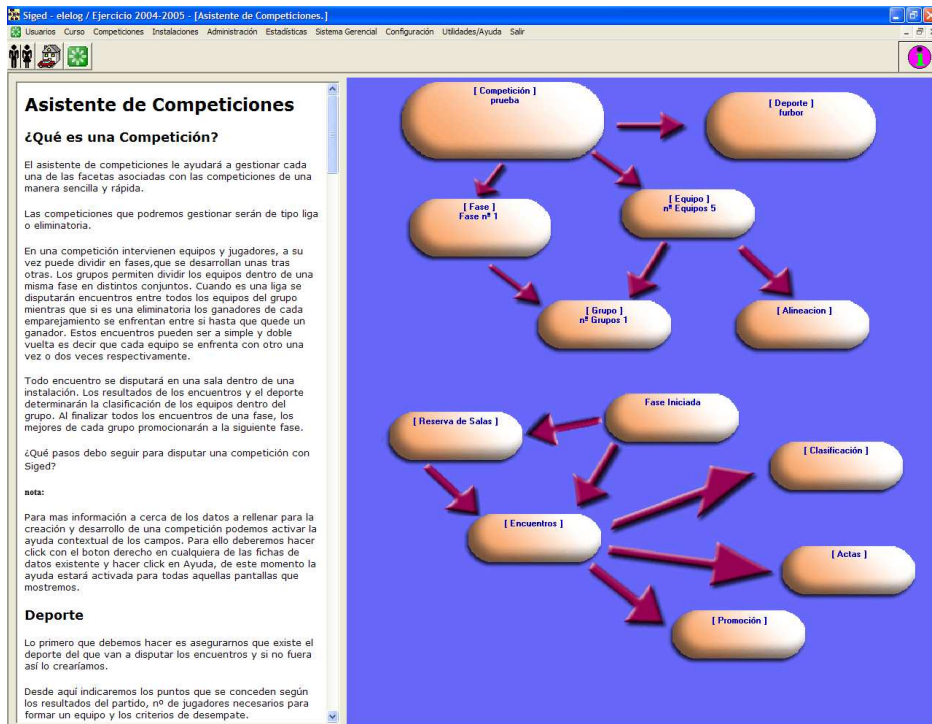 Siged - elelog / Ejercicio 2004-2005 - [Asistente de Competiciones.]
Usuarios Curso Competiciones Instalaciones Administración Estadísticas Sistema Gerencial Configuración Utilidades/Ayuda Salir
Asistente de Competiciones
¿Qué es una Competición?
El asistente de competiciones le ayudará a gestionar cada
una de las facetas asociadas con las competiciones de una
manera sencilla y rápida.
Las competiciones que podremos gestionar serán de tipo liga
o eliminatoria.
En una competición intervienen equipos y jugadores, a su
vez puede dividir en fases,que se desarrollan unas tras
otras. Los grupos permiten dividir los equipos dentro de una
misma fase en distintos conjuntos. Cuando es una liga se
disputarán encuentros entre todos los equipos del grupo
mientras que si es una eliminatoria los ganadores de cada
emparejamiento se enfrentan entre si hasta que quede un
ganador. Estos encuentros pueden ser a simple y doble
vuelta es decir que cada equipo se enfrenta con otro una
vez o dos veces respectivamente.
Todo encuentro se disputará en una sala dentro de una
instalación. Los resultados de los encuentros y el deporte
determinarán la clasificación de los equipos dentro del
grupo. Al finalizar todos los encuentros de una fase, los
mejores de cada grupo promocionarán a la siguiente fase.
¿Qué pasos debo seguir para disputar una competición con
Siged?
nota:
Para mas información a cerca de los datos a rellenar para la
creación y desarrollo de una competición podemos activar la
ayuda contextual de los campos. Para ello deberemos hacer
click con el boton derecho en cualquiera de las fichas de
datos existente y hacer click en Ayuda, de este momento la
ayuda estará activada para todas aquellas pantallas que
mostremos.
Deporte
Lo primero que debemos hacer es asegurarnos que existe el
deporte del que van a disputar los encuentros y si no fuera
así lo crearíamos.
Desde aquí indicaremos los puntos que se conceden según
los resultados del partido, nº de jugadores necesarios para
formar un equipo y los criterios de desempate.
[ Competición ]
prueba
[ Deporte ]
furbor
[ Fase ]
Fase nº 1
[ Equipo ]
nº Equipos 5
[ Grupo ]
nº Grupos 1
[ Alineacion ]
Fase Iniciada
[ Reserva de Salas ]
[ Clasificación ]
[ Encuentros ]
[ Actas ]
[ Promoción ]